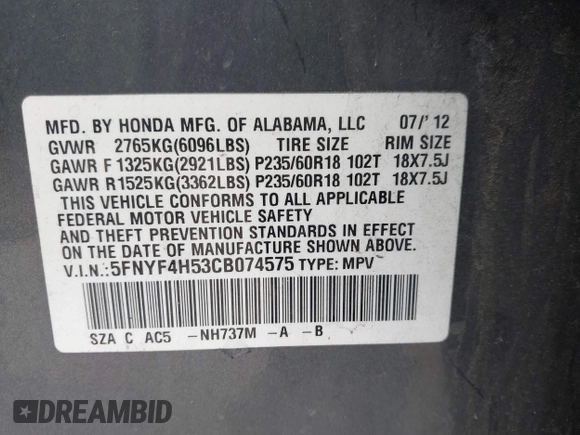 MFD. BY HONDA MFG. OF ALABAMA, LLC 07/'12
GVWR 2765KG(6096LBS) TIRE SIZE RIM SIZE
GAWR F 1325KG(2921LBS) P235/60R18 102T 18X7.5J
GAWR R1525KG(3362LBS) P235/60R18 102T 18X7.5J
THIS VEHICLE CONFORMS TO ALL APPLICABLE
FEDERAL MOTOR VEHICLE SAFETY
AND THEFT PREVENTION STANDARDS IN EFFECT
ON THE DATE OF MANUFACTURE SHOWN ABOVE.
V.I.N.:5FNYF4H53CB074575 TYPE: MPV
SZA C AC5 -NH737M -A -B
DREAMBID